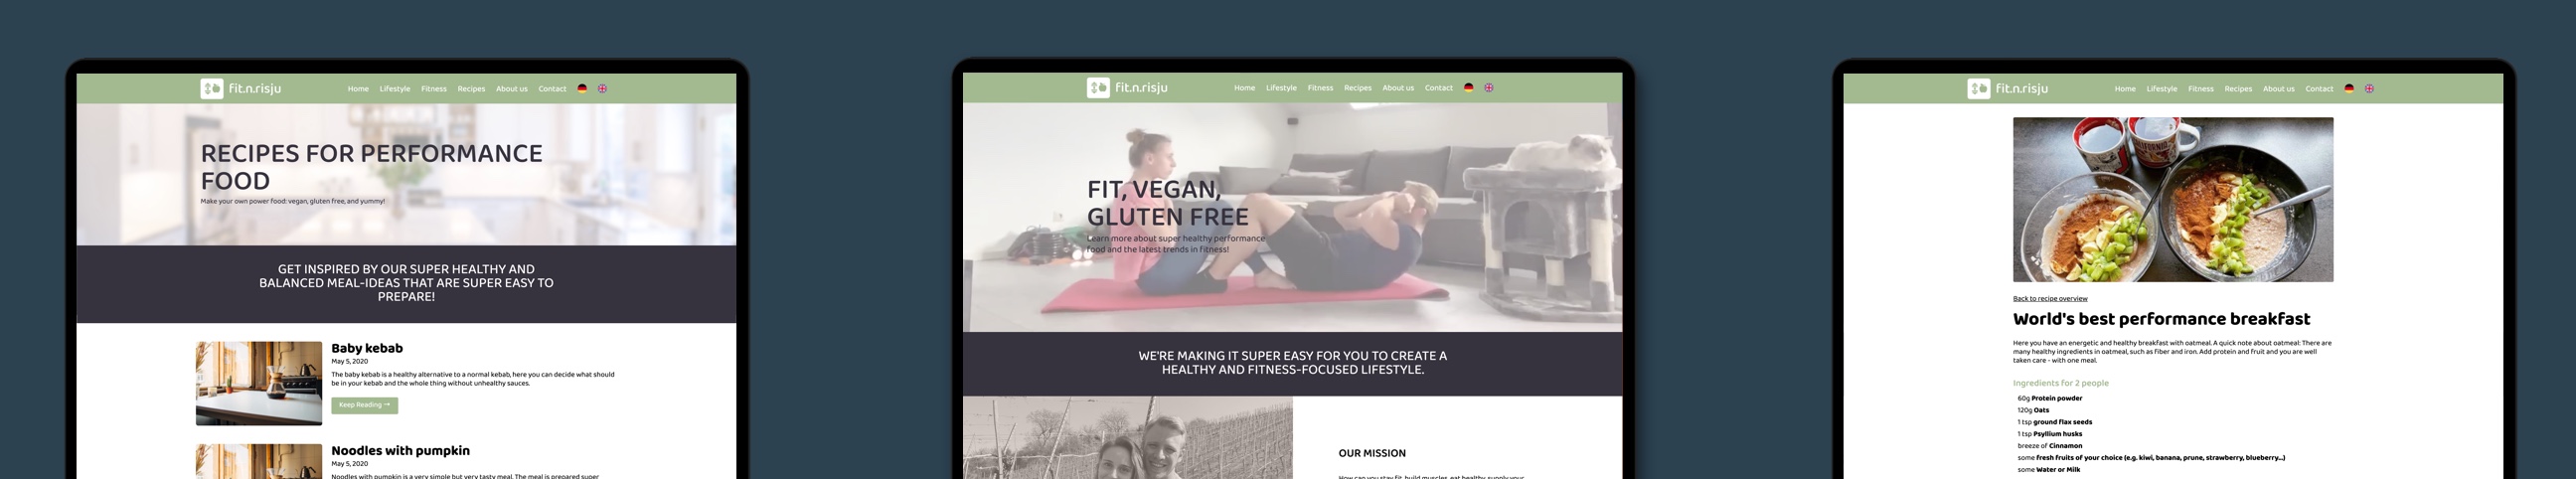 fit.n.risju
Home Lifestyle Fitness Recipes About us Contact
RECIPES FOR PERFORMANCE
FOOD
Make your own power food: vegan, gluten free, and yummy!
GET INSPIRED BY OUR SUPER HEALTHY AND
BALANCED MEAL-IDEAS THAT ARE SUPER EASY TO
PREPARE!
Baby kebab
May 5, 2020
The baby kebab is a healthy alternative to a normal kebab, here you can decide what should
be in your kebab and the whole thing without unhealthy sauces.
Keep Reading →
Noodles with pumpkin
May 5, 2020
Noodles with pumpkin is a very simple but very tasty meal. The meal is prepared super
fit.n.risju
Home Lifestyle Fitness Recipes About us Contact
FIT, VEGAN,
GLUTEN FREE
Learn more about super healthy performance
food and the latest trends in fitness!
WE'RE MAKING IT SUPER EASY FOR YOU TO CREATE A
HEALTHY AND FITNESS-FOCUSED LIFESTYLE.
OUR MISSION
How can you stay fit, build muscles, eat healthy, supply your
fit.n.risju
Home Lifestyle Fitness Recipes About us Contact
Back to recipe overview
World's best performance breakfast
Here you have an energetic and healthy breakfast with oatmeal. A quick note about oatmeal: There are
many healthy ingredients in oatmeal, such as fiber and iron. Add protein and fruit and you are well
taken care - with one meal.
Ingredients for 2 people
60g Protein powder
120g Oats
1 tsp ground flax seeds
1 tsp Psyllium husks
breeze of Cinnamon
some fresh fruits of your choice (e.g. kiwi, banana, prune, strawberry, blueberry...)
some Water or Milk